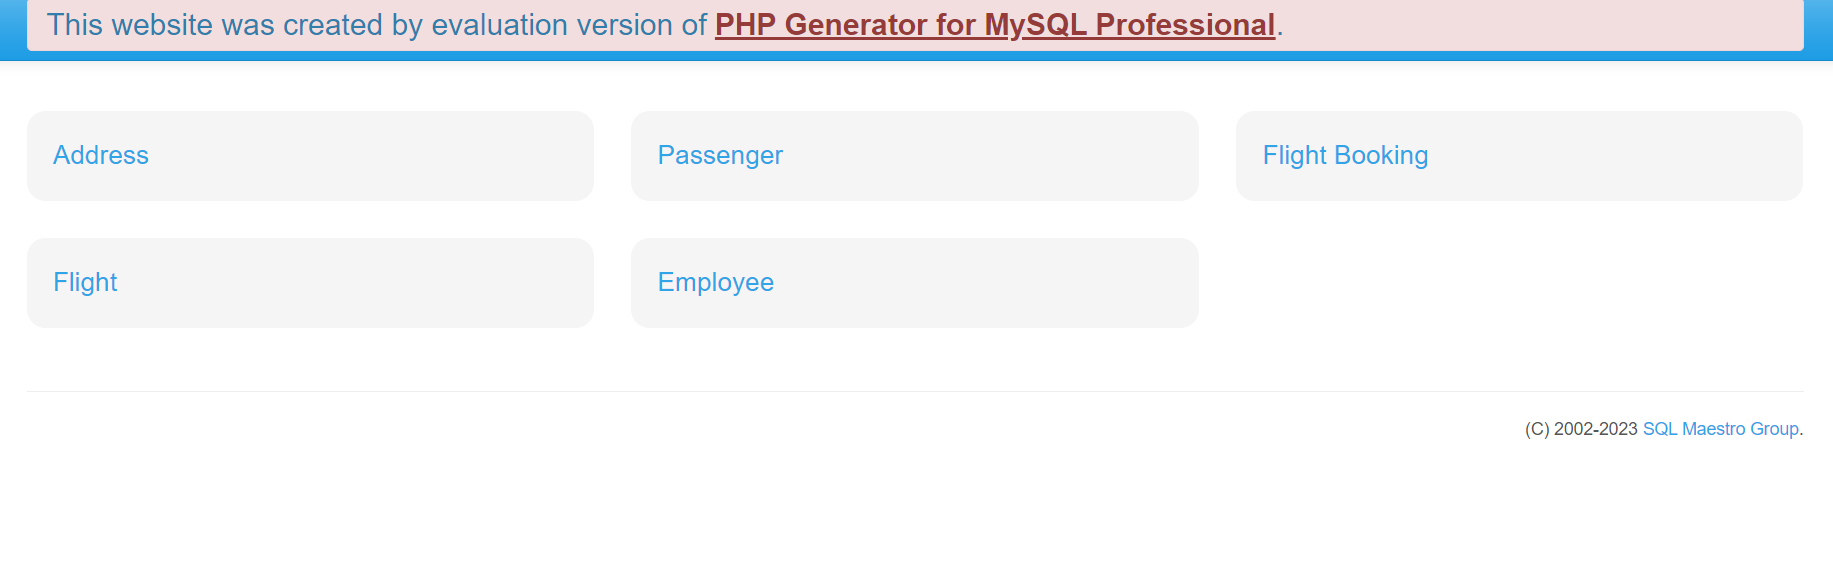 This website was created by evaluation version of PHP Generator for MySQL Professional.
Address
Passenger
Flight Booking
Flight
Employee
(C) 2002-2023 SQL Maestro Group.